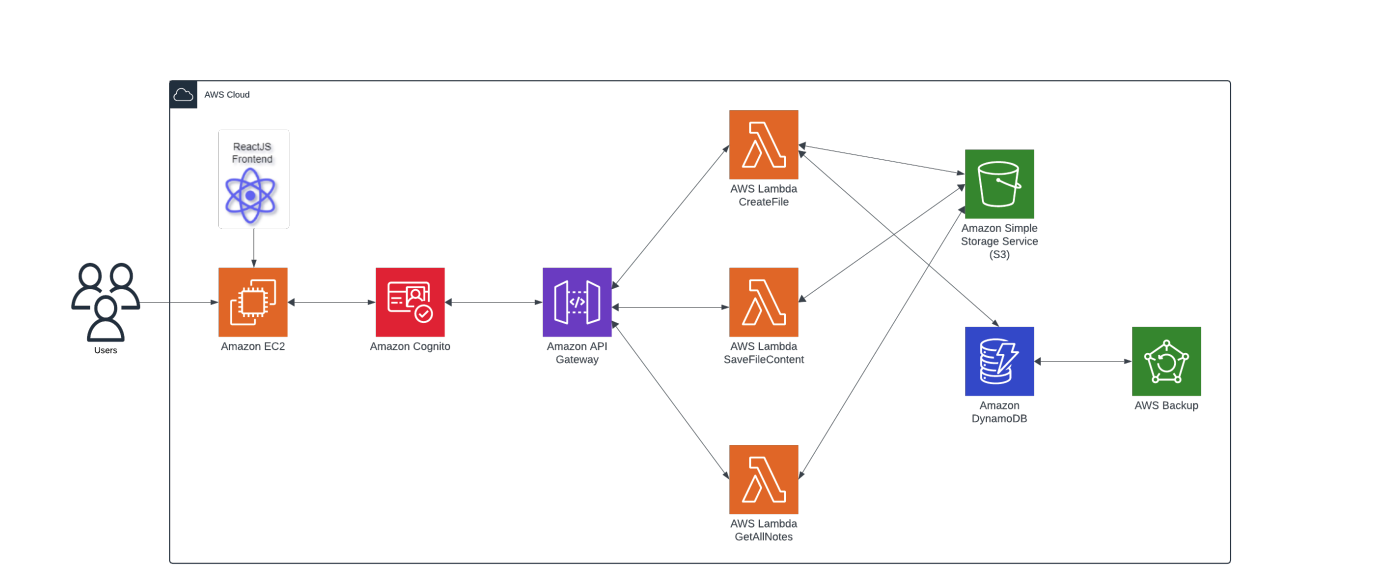 AWS Cloud
ReactJS
Frontend
Users
Amazon EC2
Amazon Cognito
Amazon API
Gateway
AWS Lambda
CreateFile
AWS Lambda
SaveFileContent
AWS Lambda
GetAllNotes
Amazon Simple
Storage Service
(S3)
Amazon
DynamoDB
AWS Backup